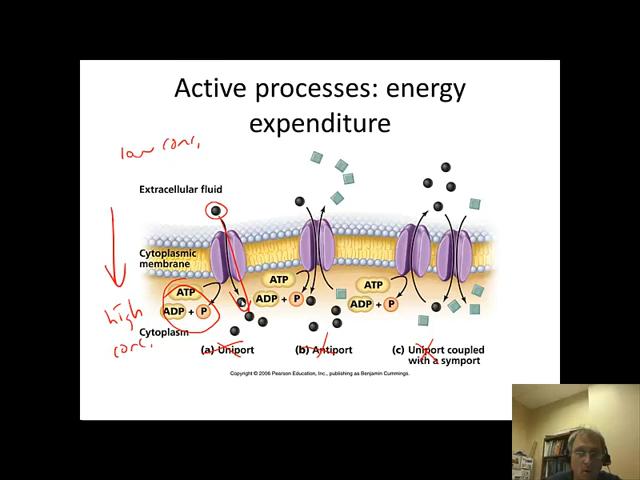 Active processes: energy
expenditure
low conc.
Extracellular fluid
Cytoplasmic
membrane
ATP
ADP + P
ATP
ADP + P
ATP
ADP + P
high
conc.
Cytoplasm
(a) Uniport
(b) Antiport
(c) Uniport coupled
with a symport
Copyright © 2006 Pearson Education, Inc., publishing as Benjamin Cummings.